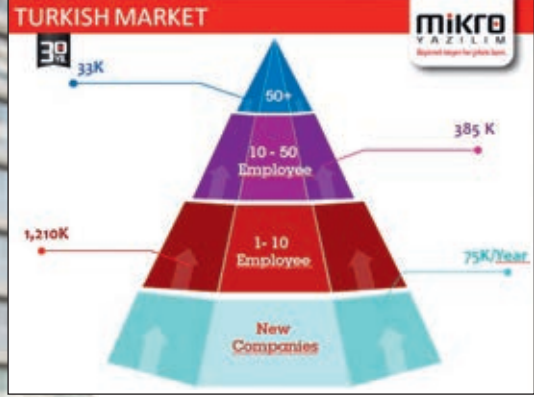 TURKISH MARKET
mikro
YAZILIM
30
YIL
33K
50+
385 K
10 - 50
Employee
1,210K
1- 10
Employee
75K/Year
New
Companies